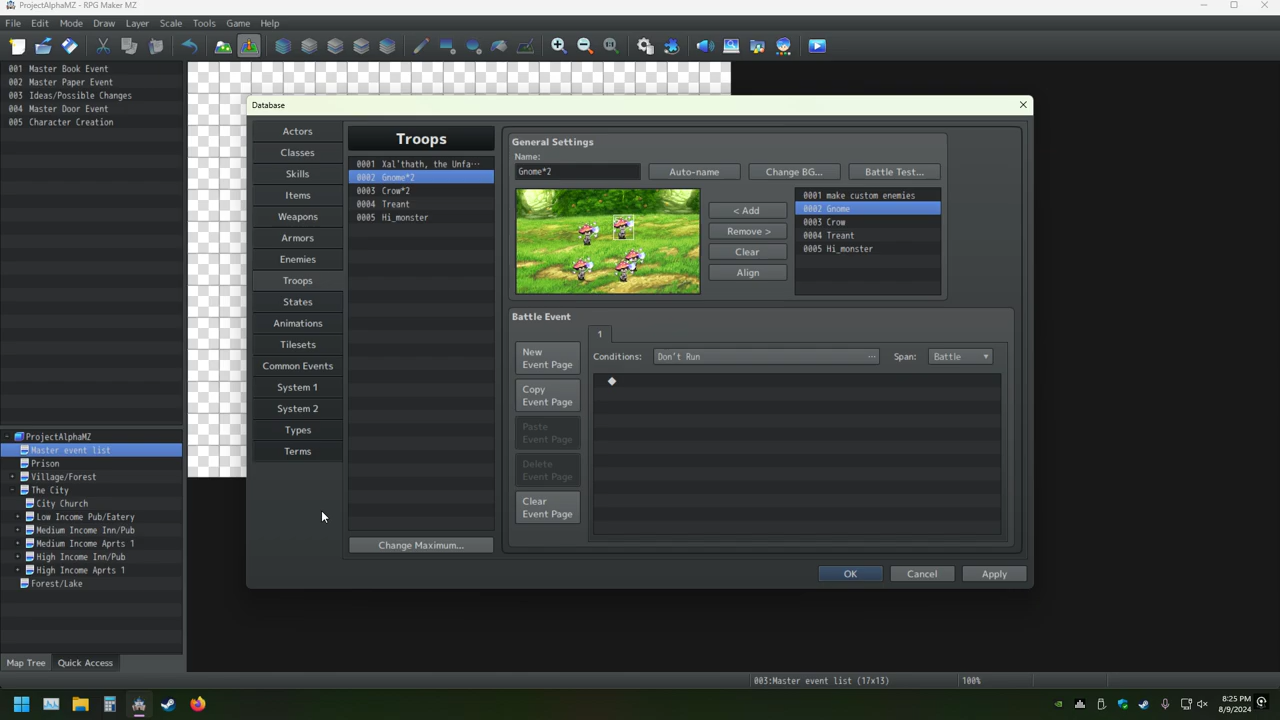 ProjectAlphaMZ - RPG Maker MZ
File Edit Mode Draw Layer Scale Tools Game Help
001 Master Book Event
002 Master Paper Event
003 Ideas/Possible Changes
004 Master Door Event
005 Character Creation
ProjectAlphaMZ
Master event list
Prison
Village/Forest
The City
City Church
Low Income Pub/Eatery
Medium Income Inn/Pub
Medium Income Aprts 1
High Income Inn/Pub
High Income Aprts 1
Forest/Lake
Map Tree Quick Access
Database
Actors
Classes
Skills
Items
Weapons
Armors
Enemies
Troops
States
Animations
Tilesets
Common Events
System 1
System 2
Types
Terms
Troops
0001 Xal'thath, the Unfa···
0002 Gnome*2
0003 Crow*2
0004 Treant
0005 Hi_monster
Change Maximum...
General Settings
Name:
Gnome*2 Auto-name Change BG... Battle Test...
< Add
Remove >
Clear
Align
0001 make custom enemies
0002 Gnome
0003 Crow
0004 Treant
0005 Hi_monster
Battle Event
1
New
Event Page
Copy
Event Page
Paste
Event Page
Delete
Event Page
Clear
Event Page
Conditions: Don't Run ··· Span: Battle
OK Cancel Apply
003:Master event list (17x13) 100%
8:25 PM
8/9/2024